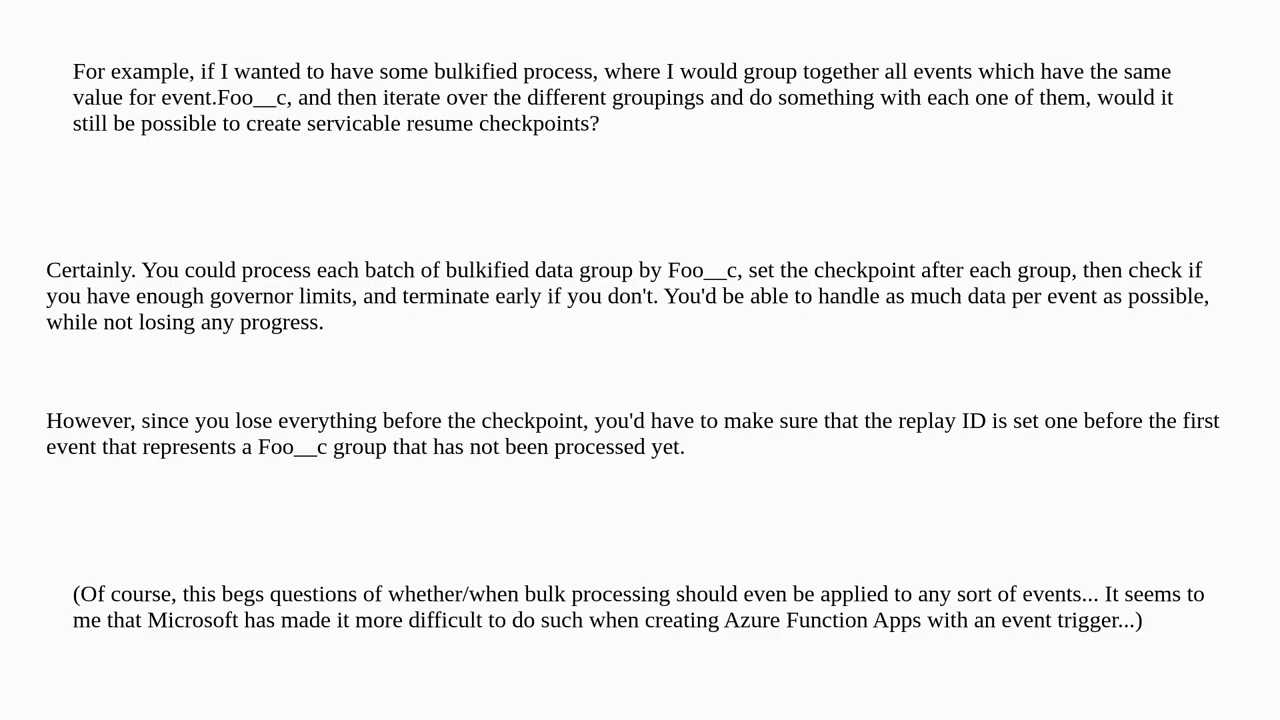 For example, if I wanted to have some bulkified process, where I would group together all events which have the same
value for event.Foo__c, and then iterate over the different groupings and do something with each one of them, would it
still be possible to create servicable resume checkpoints?
Certainly. You could process each batch of bulkified data group by Foo__c, set the checkpoint after each group, then check if
you have enough governor limits, and terminate early if you don't. You'd be able to handle as much data per event as possible,
while not losing any progress.
However, since you lose everything before the checkpoint, you'd have to make sure that the replay ID is set one before the first
event that represents a Foo__c group that has not been processed yet.
(Of course, this begs questions of whether/when bulk processing should even be applied to any sort of events... It seems to
me that Microsoft has made it more difficult to do such when creating Azure Function Apps with an event trigger...)